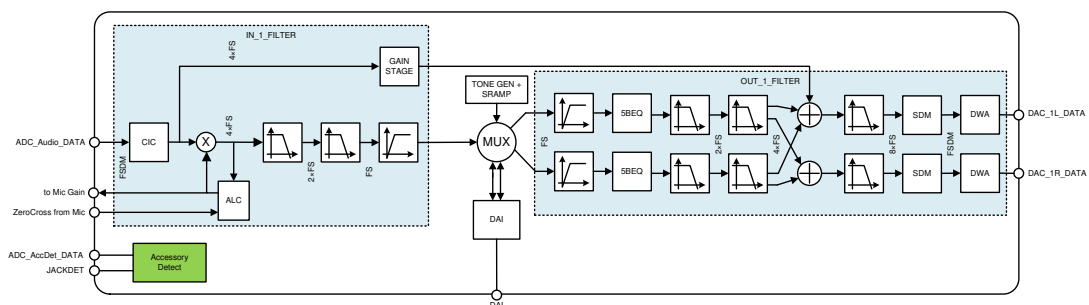 IN_1_FILTER
4×FS
GAIN
STAGE
TONE GEN +
SRAMP
OUT_1_FILTER
ADC_Audio_DATA
FSDM
CIC
X
4×FS
2×FS
FS
MUX
FS
5BEQ
2×FS
4×FS
8×FS
SDM
FSDM
DWA
DAC_1L_DATA
5BEQ
SDM
DWA
DAC_1R_DATA
to Mic Gain
ALC
ZeroCross from Mic
DAI
ADC_AccDet_DATA
JACKDET
Accessory
Detect
DAI